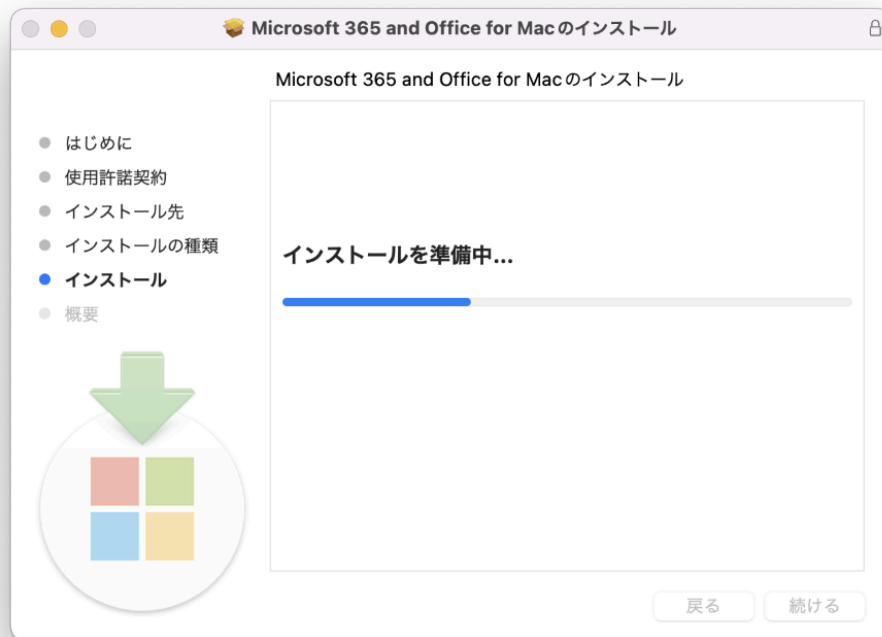 Microsoft 365 and Office for Macのインストール
Microsoft 365 and Office for Macのインストール
はじめに
使用許諾契約
インストール先
インストールの種類
インストール
概要
インストールを準備中...
戻る
続ける